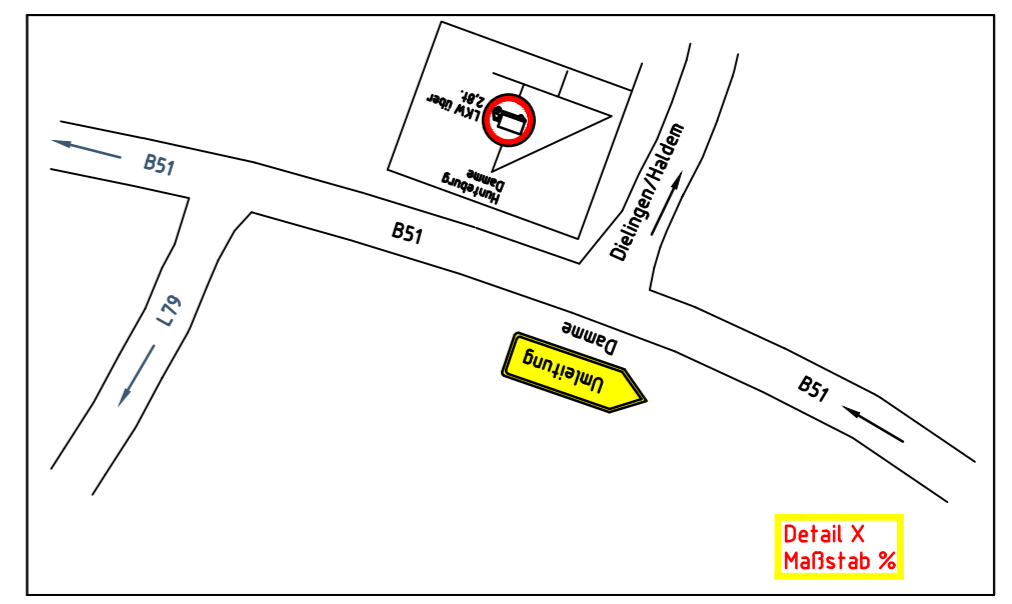 LKW über
2,8t.
Hunteburg
Damme
Dielingen/Haldem
B51
B51
L79
Damme
Umleitung
B51
Detail X
Maßstab %